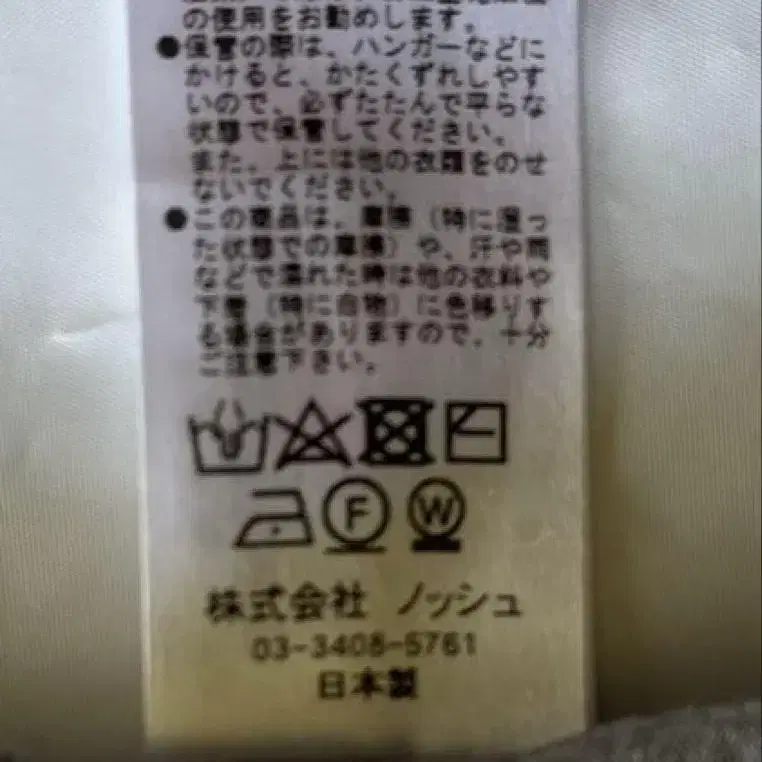 の使用をお勧めします。
●保管の際は、ハンガーなどに
かけると、かたくずれしやす
いので、必ずたたんで平らな
状態で保管してください。
また、上には他の衣類をのせ
ないでください。
●この商品は、摩擦（特に湿っ
た状態での摩擦）や、汗や雨
などで濡れた時は他の衣料や
下着（特に白物）に色移りす
る場合がありますので、十分
ご注意下さい。
F W
株式会社 ノッシュ
03-3408-5761
日本製